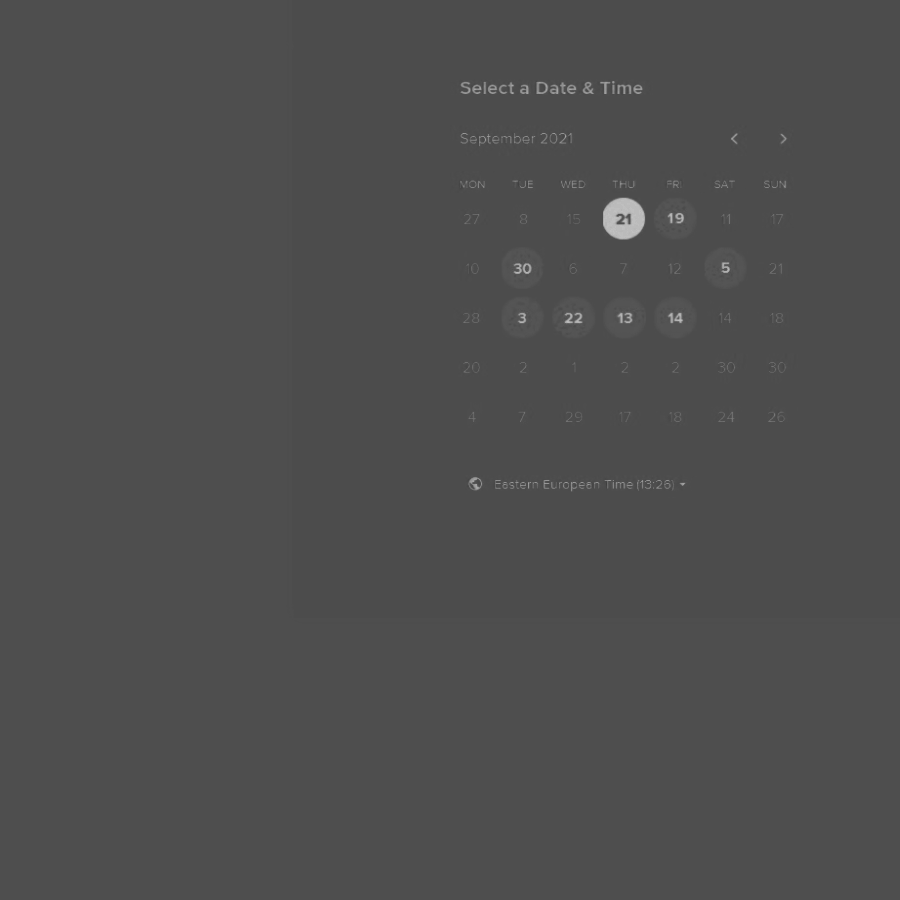 Select a Date & Time
September 2021
MON TUE WED THU FRI SAT SUN
27 8 15 21 19 11 17
10 30 6 7 12 5 21
28 3 22 13 14 14 18
20 2 1 2 2 30 30
4 7 29 17 18 24 26
Eastern European Time (13:26)